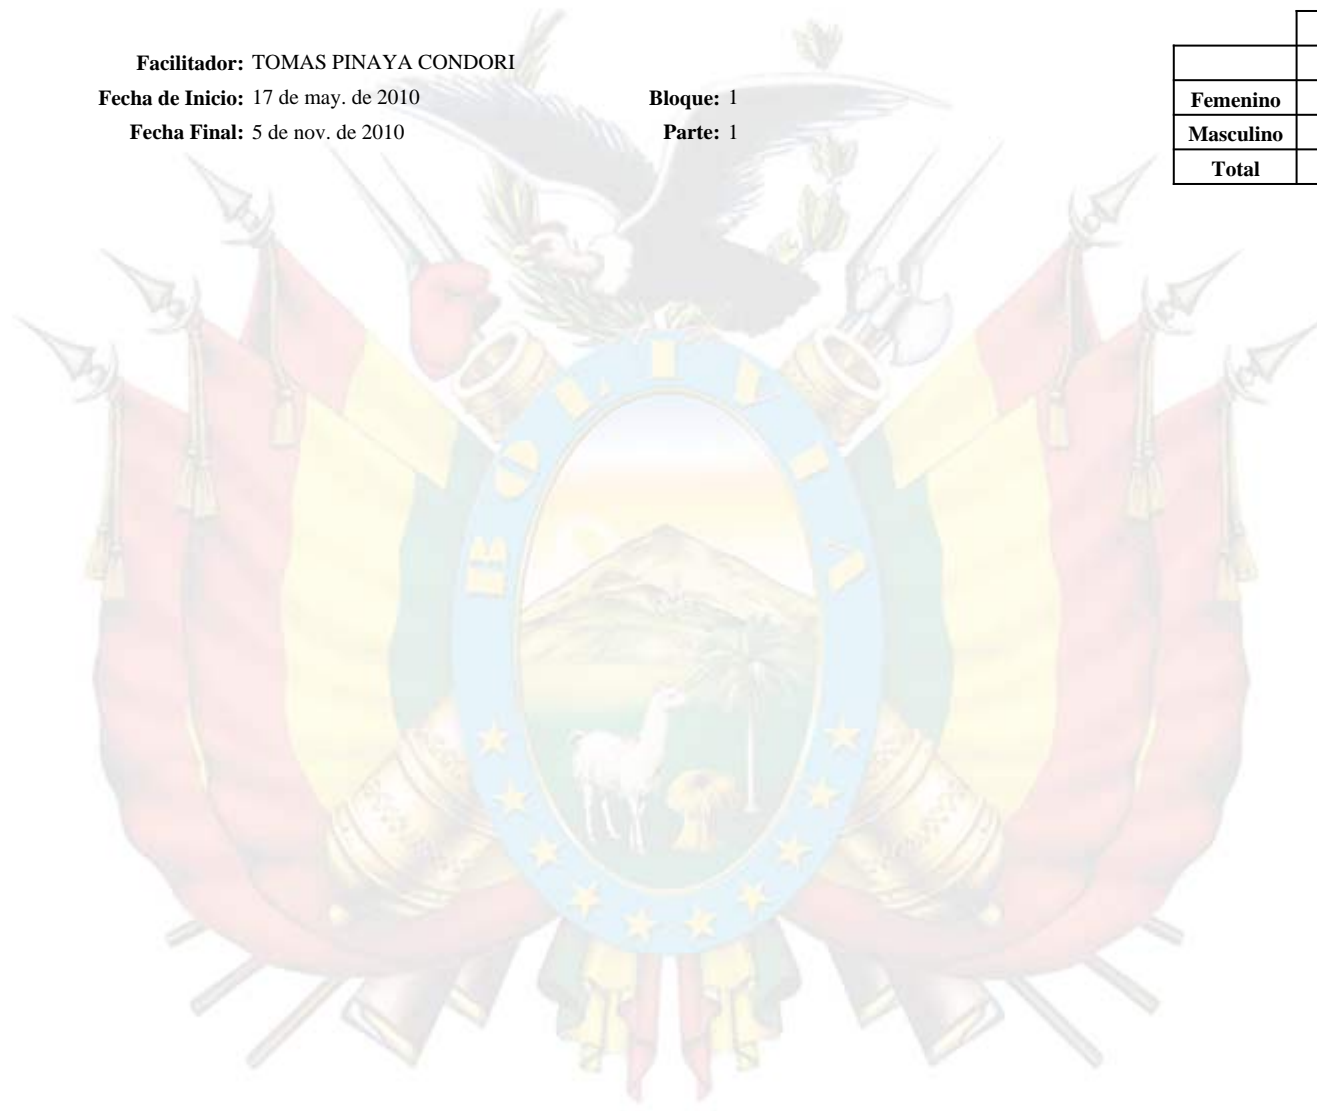 Facilitador: TOMAS PINAYA CONDORI
Fecha de Inicio: 17 de may. de 2010 Bloque: 1
Femenino
Fecha Final: 5 de nov. de 2010 Parte: 1
Masculino
Total
BOLIVIA